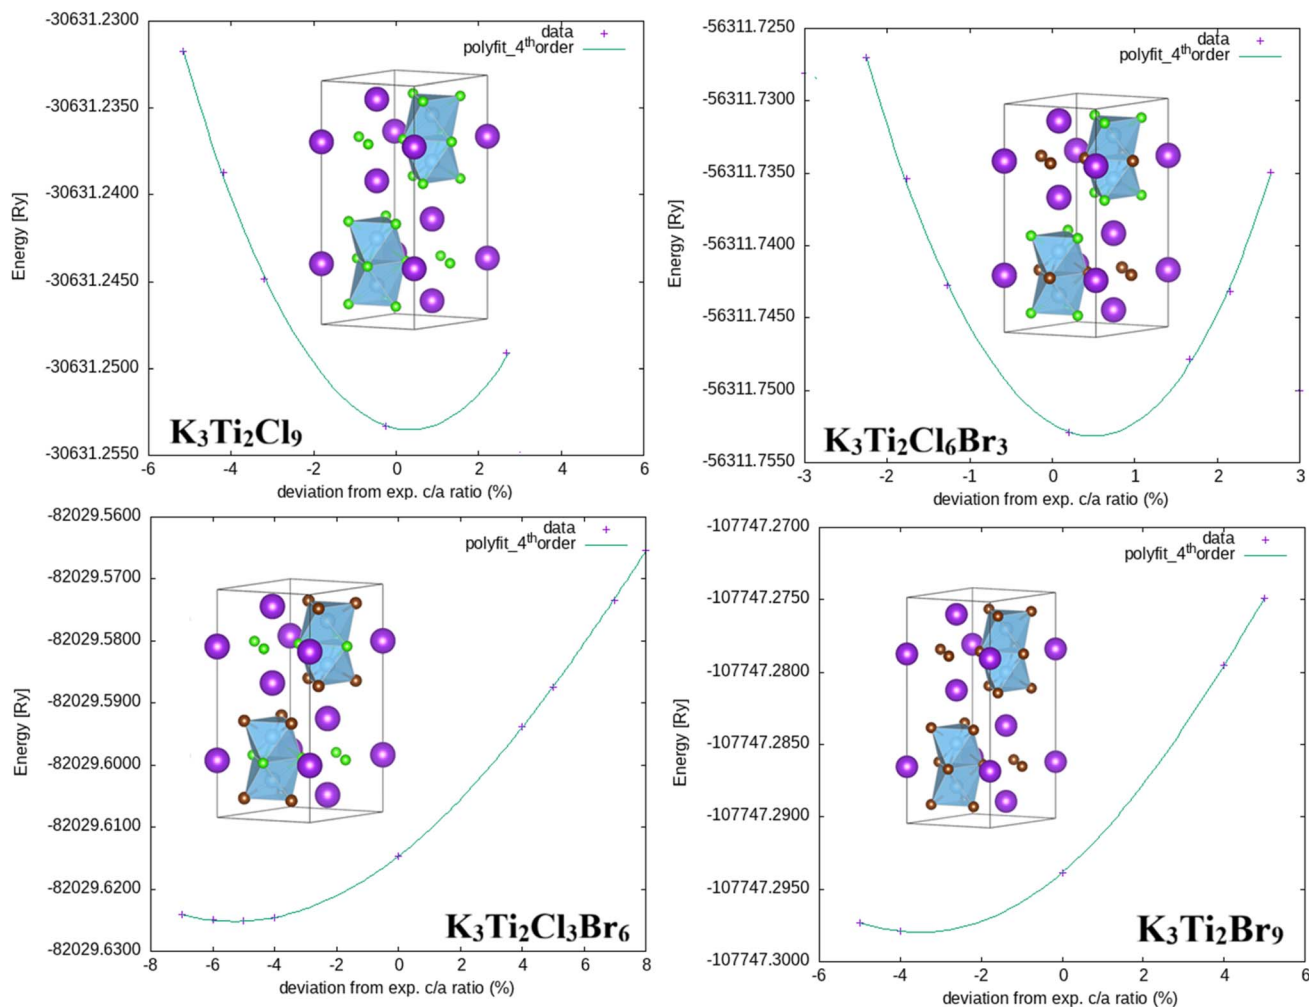 -30631.2300
-30631.2350
-30631.2400
-30631.2450
-30631.2500
-30631.2550
Energy [Ry]
data
polyfit_4thorder
K3Ti2Cl9
-6 -4 -2 0 2 4 6
deviation from exp. c/a ratio (%)
-56311.7250
-56311.7300
-56311.7350
-56311.7400
-56311.7450
-56311.7500
-56311.7550
Energy [Ry]
data
polyfit_4thorder
K3Ti2Cl6Br3
-3 -2 -1 0 1 2 3
deviation from exp. c/a ratio (%)
-82029.5600
-82029.5700
-82029.5800
-82029.5900
-82029.6000
-82029.6100
-82029.6200
-82029.6300
Energy [Ry]
data
polyfit_4thorder
K3Ti2Cl3Br6
-8 -6 -4 -2 0 2 4 6 8
deviation from exp. c/a ratio (%)
-107747.2700
-107747.2750
-107747.2800
-107747.2850
-107747.2900
-107747.2950
-107747.3000
Energy [Ry]
data
polyfit_4thorder
K3Ti2Br9
-6 -4 -2 0 2 4 6
deviation from exp. c/a ratio (%)